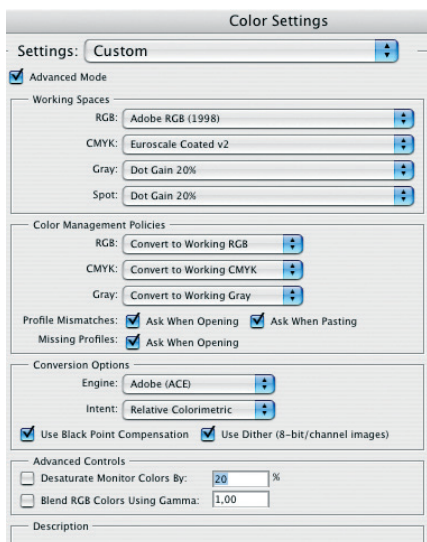 Color Settings
Settings: Custom
Advanced Mode
Working Spaces
RGB: Adobe RGB (1998)
CMYK: Euroscale Coated v2
Gray: Dot Gain 20%
Spot: Dot Gain 20%
Color Management Policies
RGB: Convert to Working RGB
CMYK: Convert to Working CMYK
Gray: Convert to Working Gray
Profile Mismatches: Ask When Opening Ask When Pasting
Missing Profiles: Ask When Opening
Conversion Options
Engine: Adobe (ACE)
Intent: Relative Colorimetric
Use Black Point Compensation Use Dither (8-bit/channel images)
Advanced Controls
Desaturate Monitor Colors By: 20 %
Blend RGB Colors Using Gamma: 1,00
Description